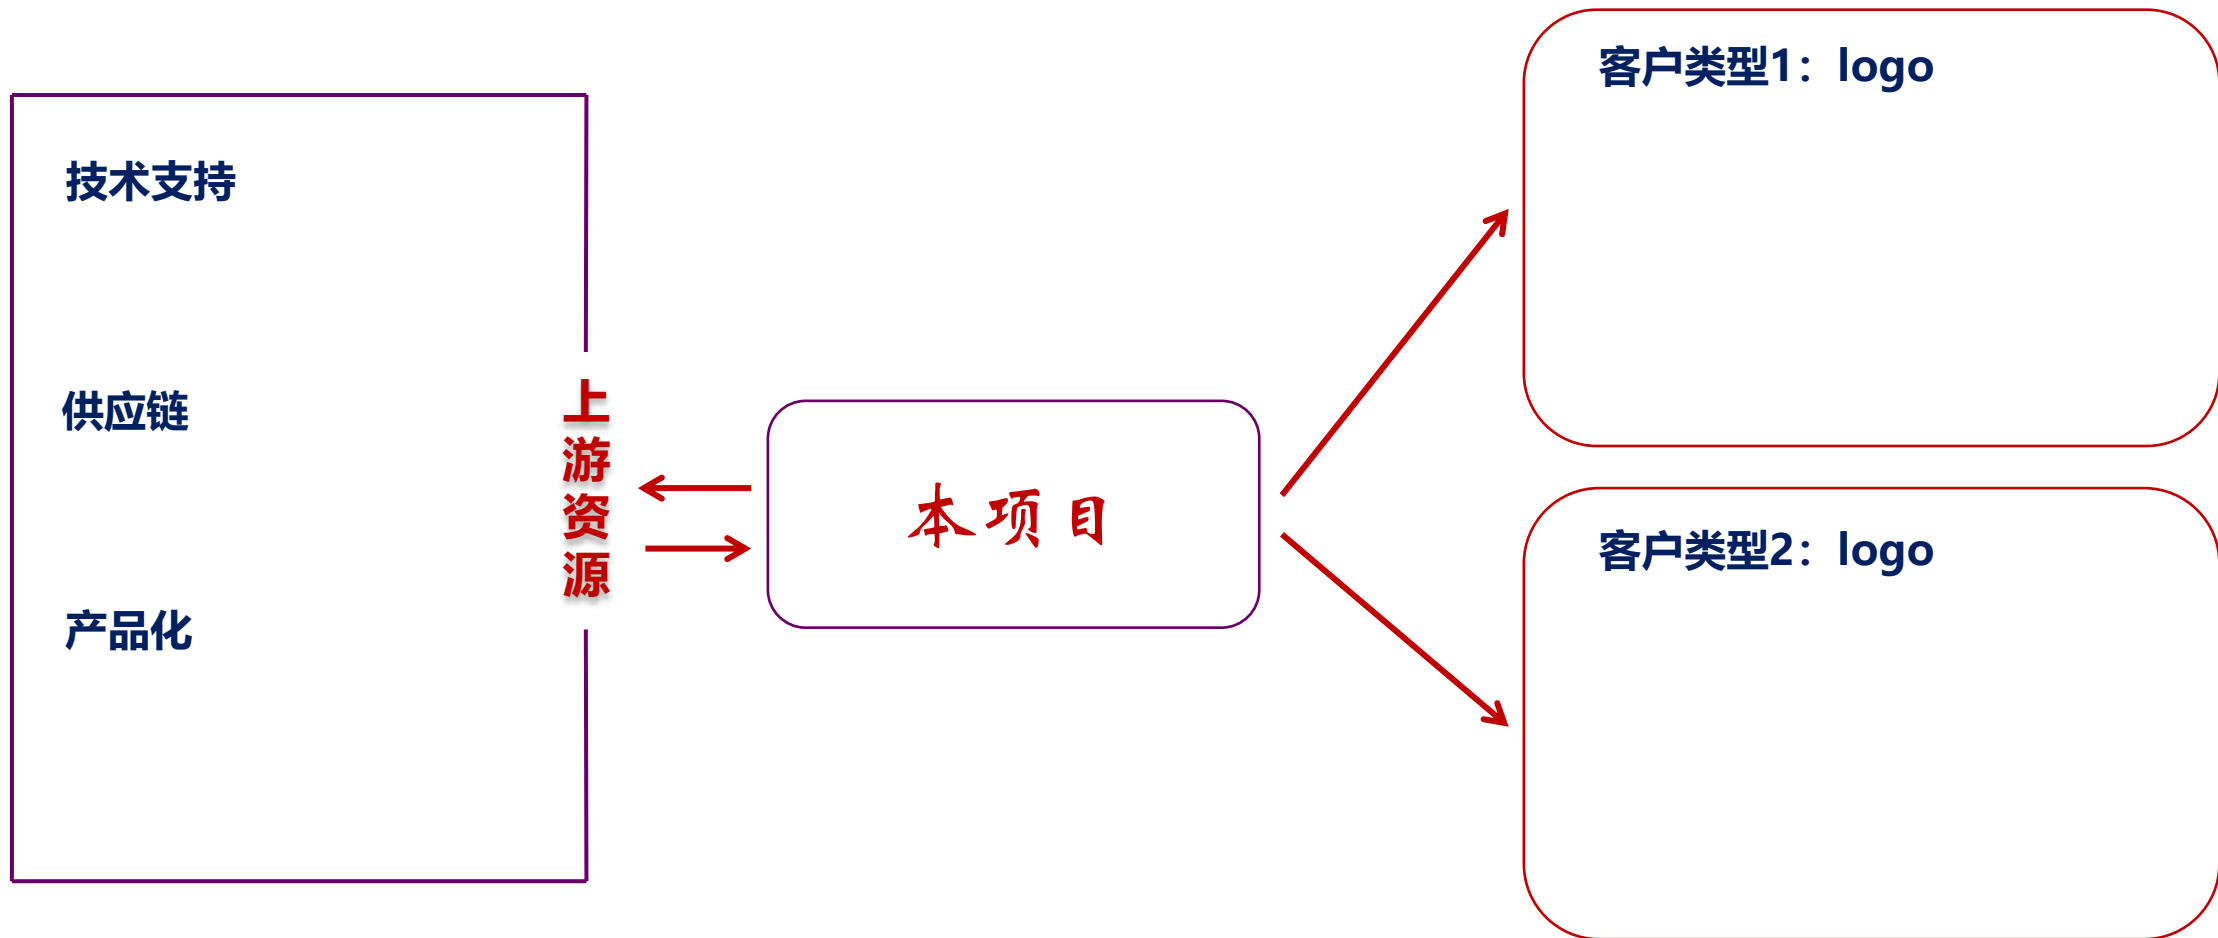 技术支持
供应链
产品化
上游资源
本项目
客户类型1：logo
客户类型2：logo